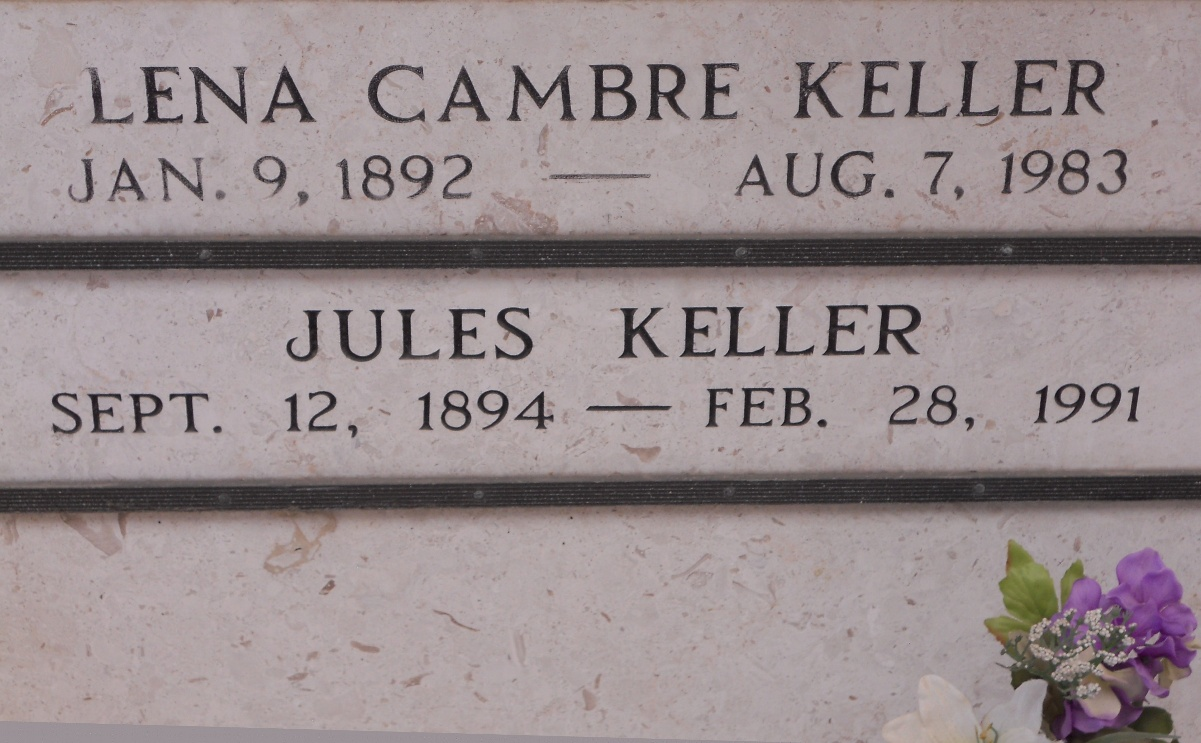 LENA CAMBRE KELLER
JAN. 9, 1892 — AUG. 7, 1983
JULES KELLER
SEPT. 12, 1894 — FEB. 28, 1991